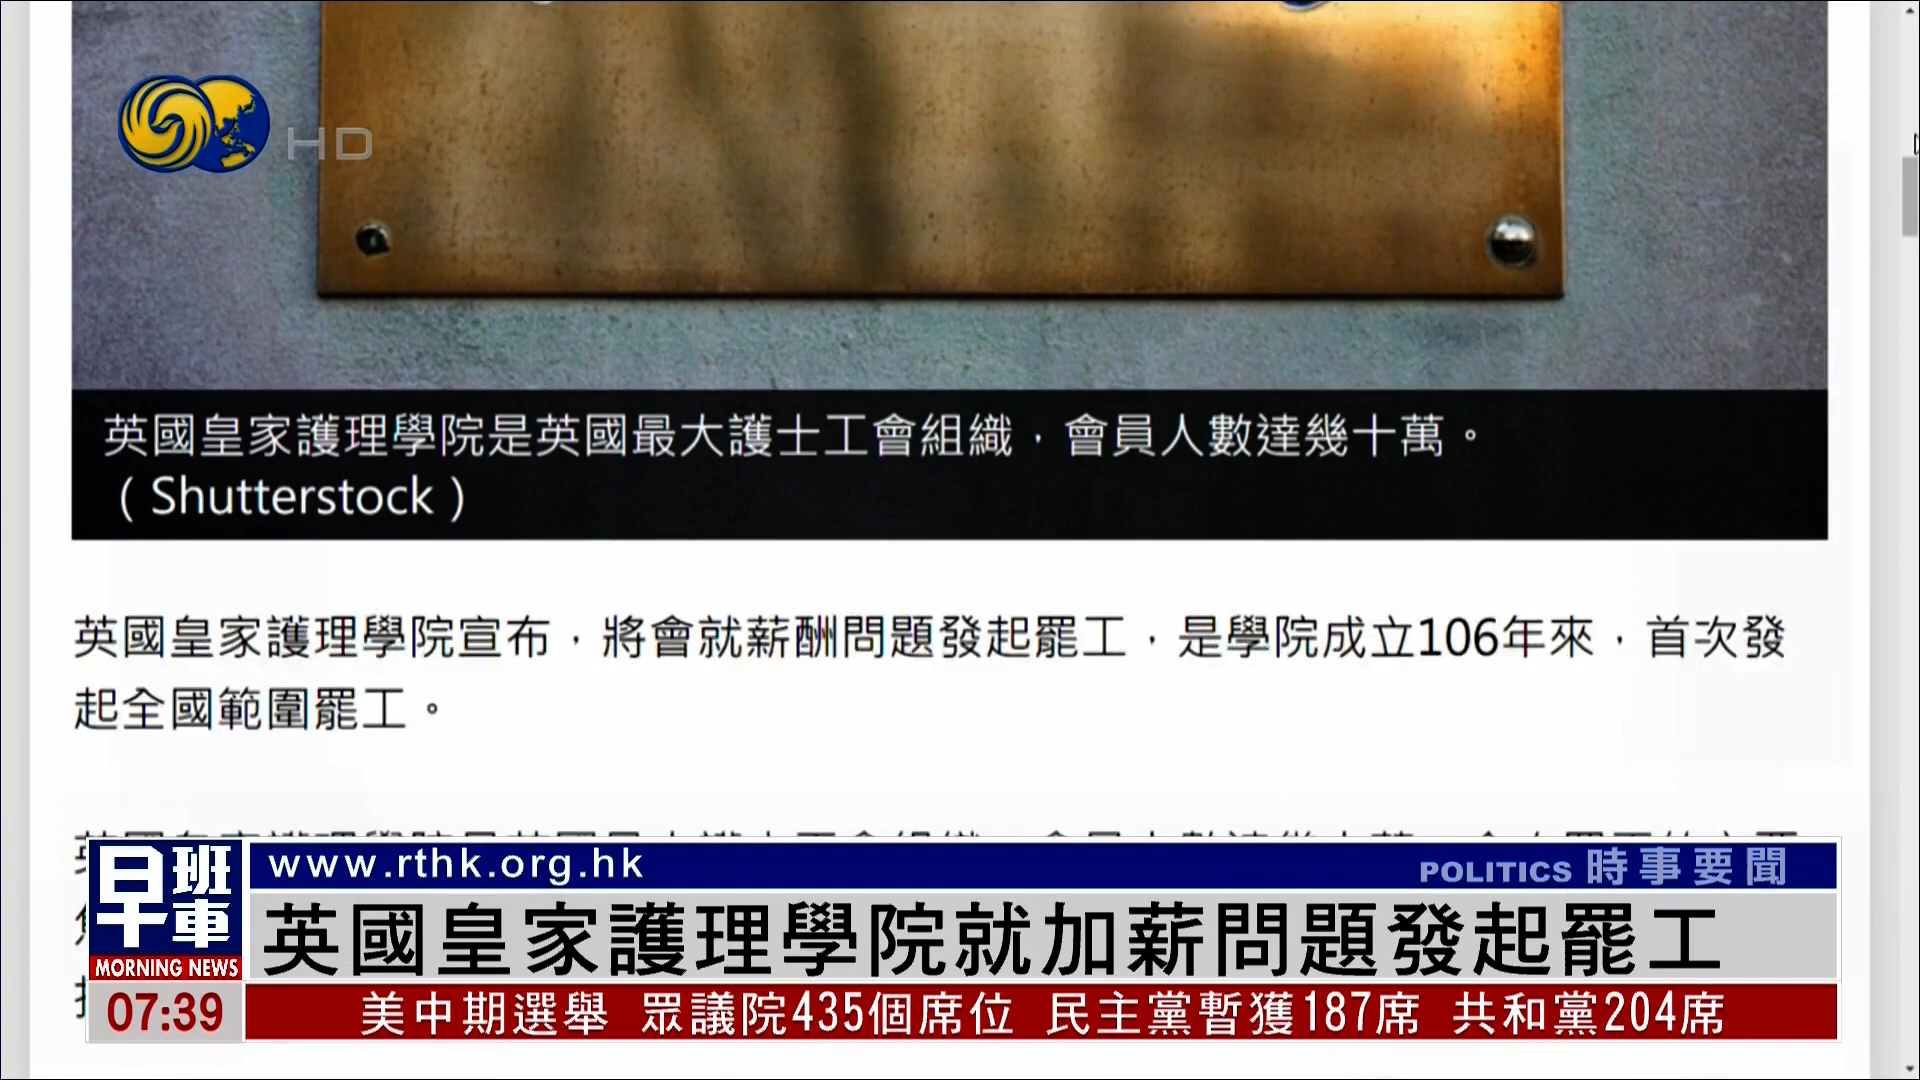 HD
英國皇家護理學院是英國最大護士工會組織，會員人數達幾十萬。
（Shutterstock）
英國皇家護理學院宣布，將會就薪酬問題發起罷工，是學院成立106年來，首次發
起全國範圍罷工。
早班車
MORNING NEWS
www.rthk.org.hk
POLITICS 時事要聞
英國皇家護理學院就加薪問題發起罷工
07:39
美中期選舉 眾議院435個席位 民主黨暫獲187席 共和黨204席